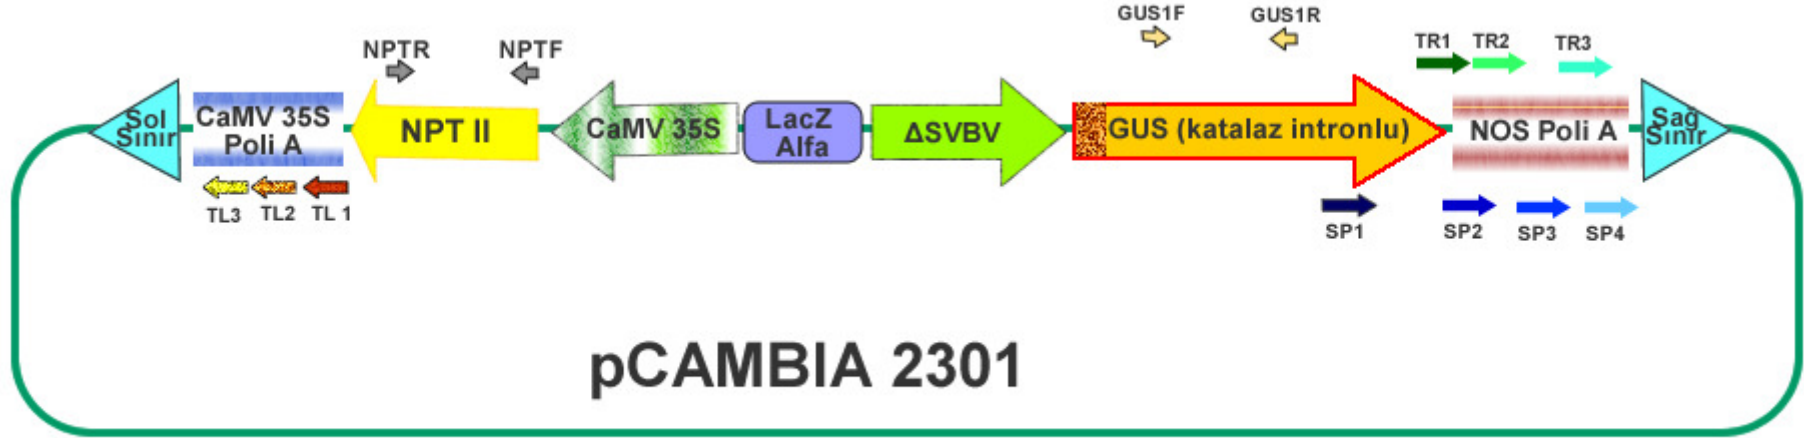 GUS1F
GUS1R
NPTR
NPTF
TR1
TR2
TR3
Sol
Sınır
CaMV 35S
Poli A
NPT II
CaMV 35S
LacZ
Alfa
ΔSVBV
GUS (katalaz intronlu)
NOS Poli A
Sağ
Sınır
TL3
TL2
TL 1
SP1
SP2
SP3
SP4
pCAMBIA 2301